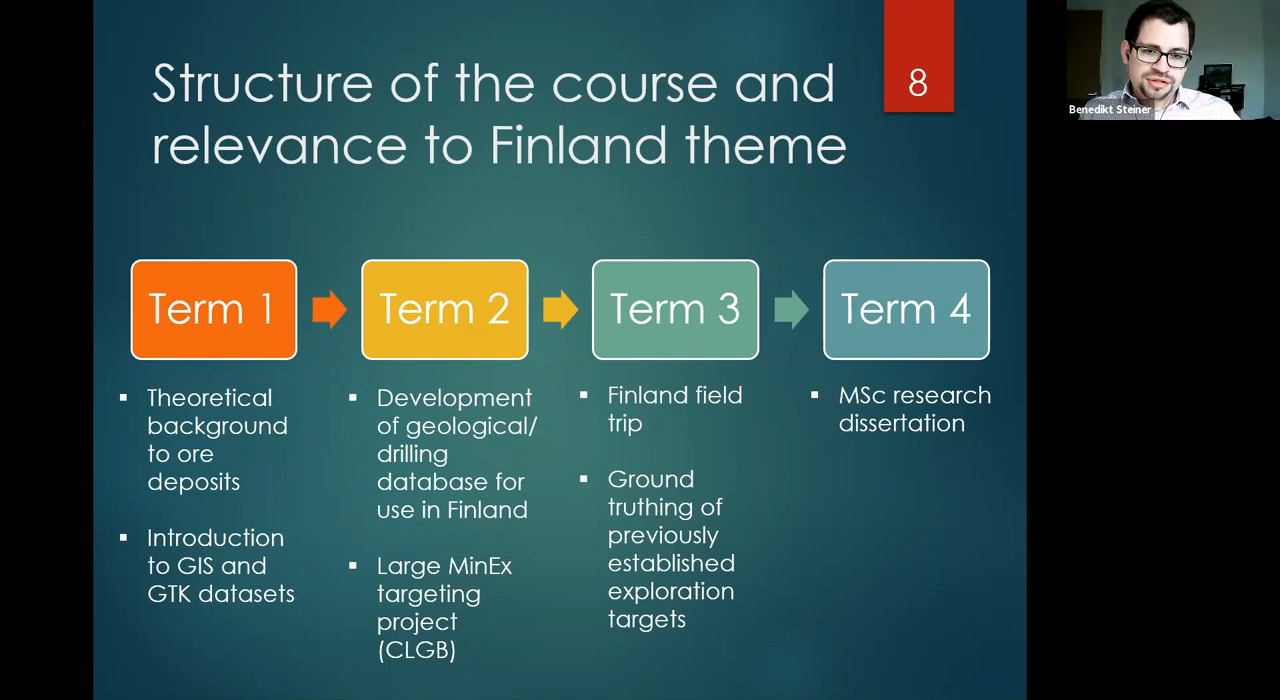 Structure of the course and
relevance to Finland theme
8
Benedikt Steiner
Term 1
Term 2
Term 3
Term 4
▪ Theoretical
background
to ore
deposits
▪ Introduction
to GIS and
GTK datasets
▪ Development
of geological/
drilling
database for
use in Finland
▪ Large MinEx
targeting
project
(CLGB)
▪ Finland field
trip
▪ Ground
truthing of
previously
established
exploration
targets
▪ MSc research
dissertation